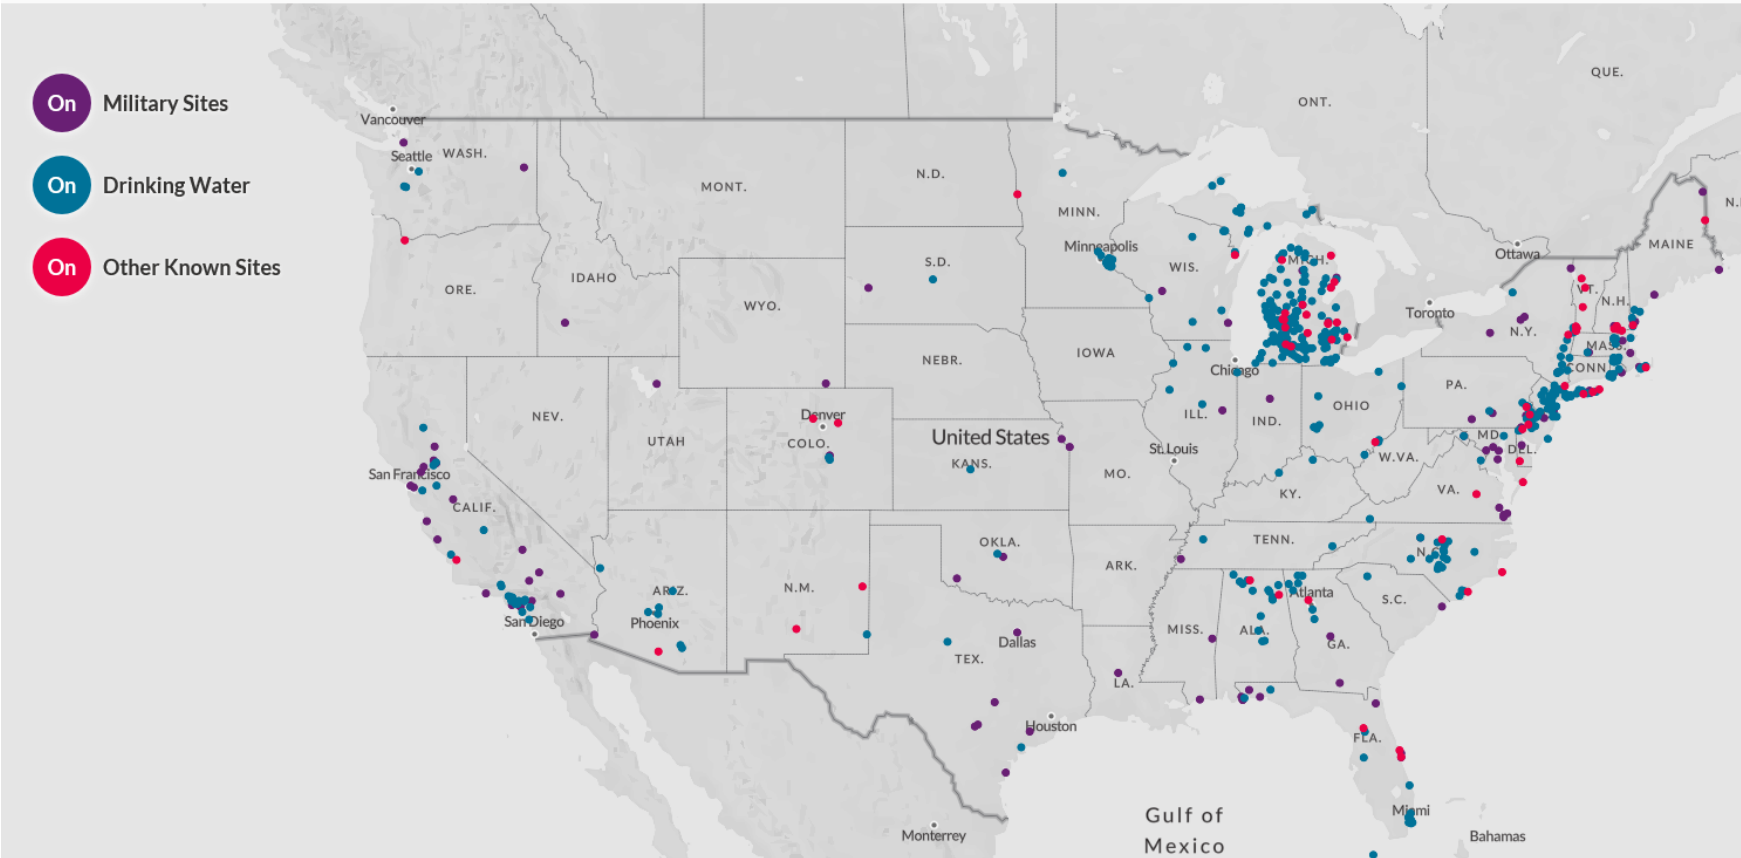 On Military Sites
On Drinking Water
On Other Known Sites
QUE.
ONT.
Vancouver
Seattle
WASH.
MONT.
N.D.
MINN.
Minneapolis
Ottawa
MAINE
S.D.
WIS.
MICH.
IDAHO
ORE.
WYO.
VT.
N.H.
Toronto
N.Y.
MASS.
NEBR.
IOWA
Chicago
CONN.
PA.
OHIO
Denver
NEV.
UTAH
COLO.
ILL.
IND.
United States
KANS.
St. Louis
MD.
DEL.
W.VA.
San Francisco
MO.
KY.
VA.
CALIF.
OKLA.
TENN.
N.C.
ARK.
ARIZ.
N.M.
Atlanta
S.C.
San Diego
Phoenix
Dallas
MISS.
ALA.
GA.
TEX.
LA.
Houston
FLA.
Miami
Gulf of
Mexico
Monterrey
Bahamas